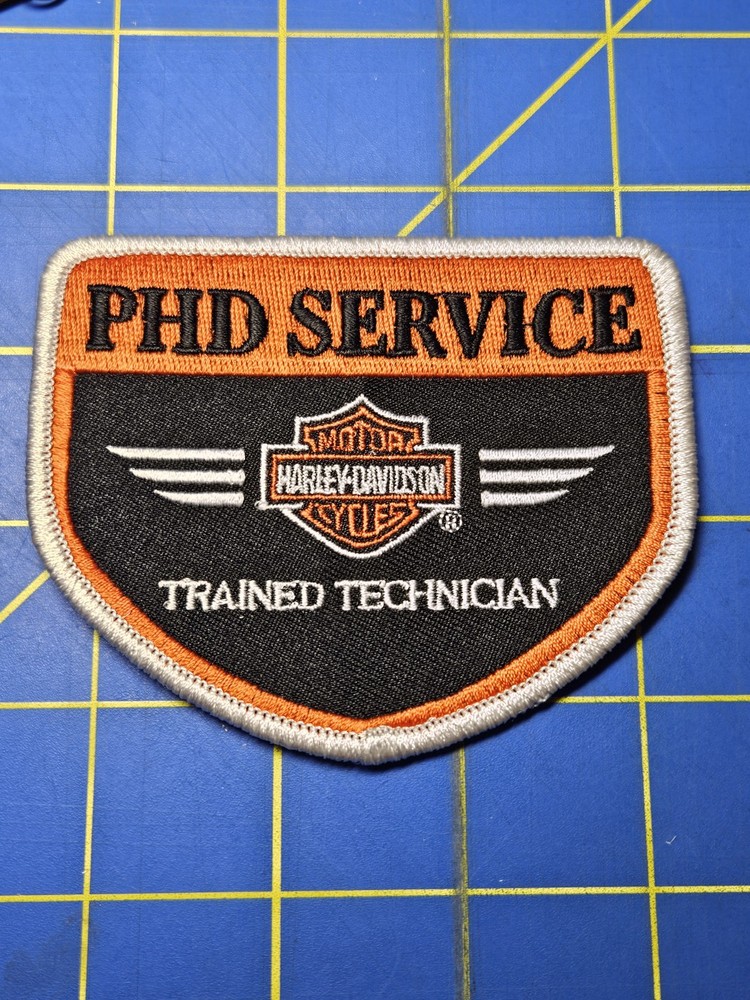 PHD SERVICE
MOTOR
HARLEY-DAVIDSON
CYCLES
®
TRAINED TECHNICIAN